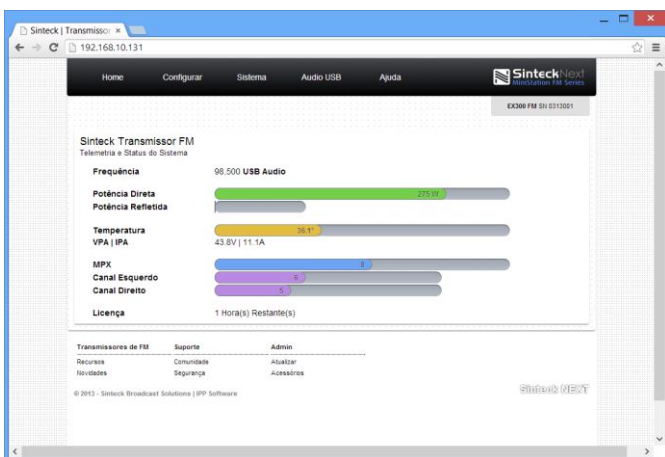 Sinteck | Transmissor
192.168.10.131
Home Configurar Sistema Audio USB Ajuda
SinteckNext
MiniStation FM Series
EX300 FM SN 0313001
Sinteck Transmissor FM
Telemetria e Status do Sistema
Frequência 98.500 USB Audio
Potência Direta 275 W
Potência Refletida
Temperatura 36.1°
VPA | IPA 43.8V | 11.1A
MPX 8
Canal Esquerdo 6
Canal Direito 5
Licença 1 Hora(s) Restante(s)
Transmissores de FM Suporte Admin
Recursos Comunidade Atualizar
Novidades Segurança Acessórios
© 2013 - Sinteck Broadcast Solutions | IPP Software
Sinteck NEXT